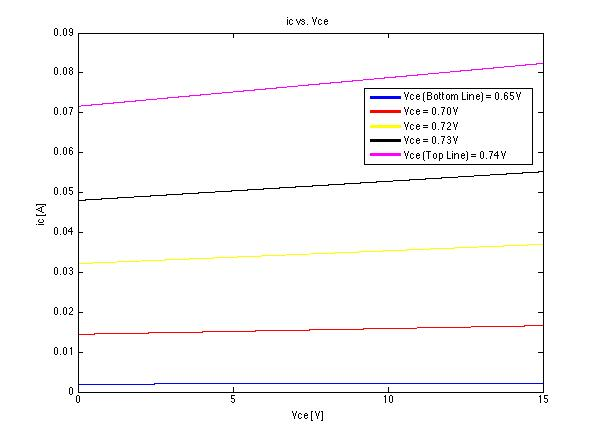 ic vs. Vce
0.09
0.08
0.07
0.06
0.05
0.04
0.03
0.02
0.01
0
ic [A]
Vce (Bottom Line) = 0.65V
Vce = 0.70V
Vce = 0.72V
Vce = 0.73V
Vce (Top Line) = 0.74V
0 5 10 15
Vce [V]